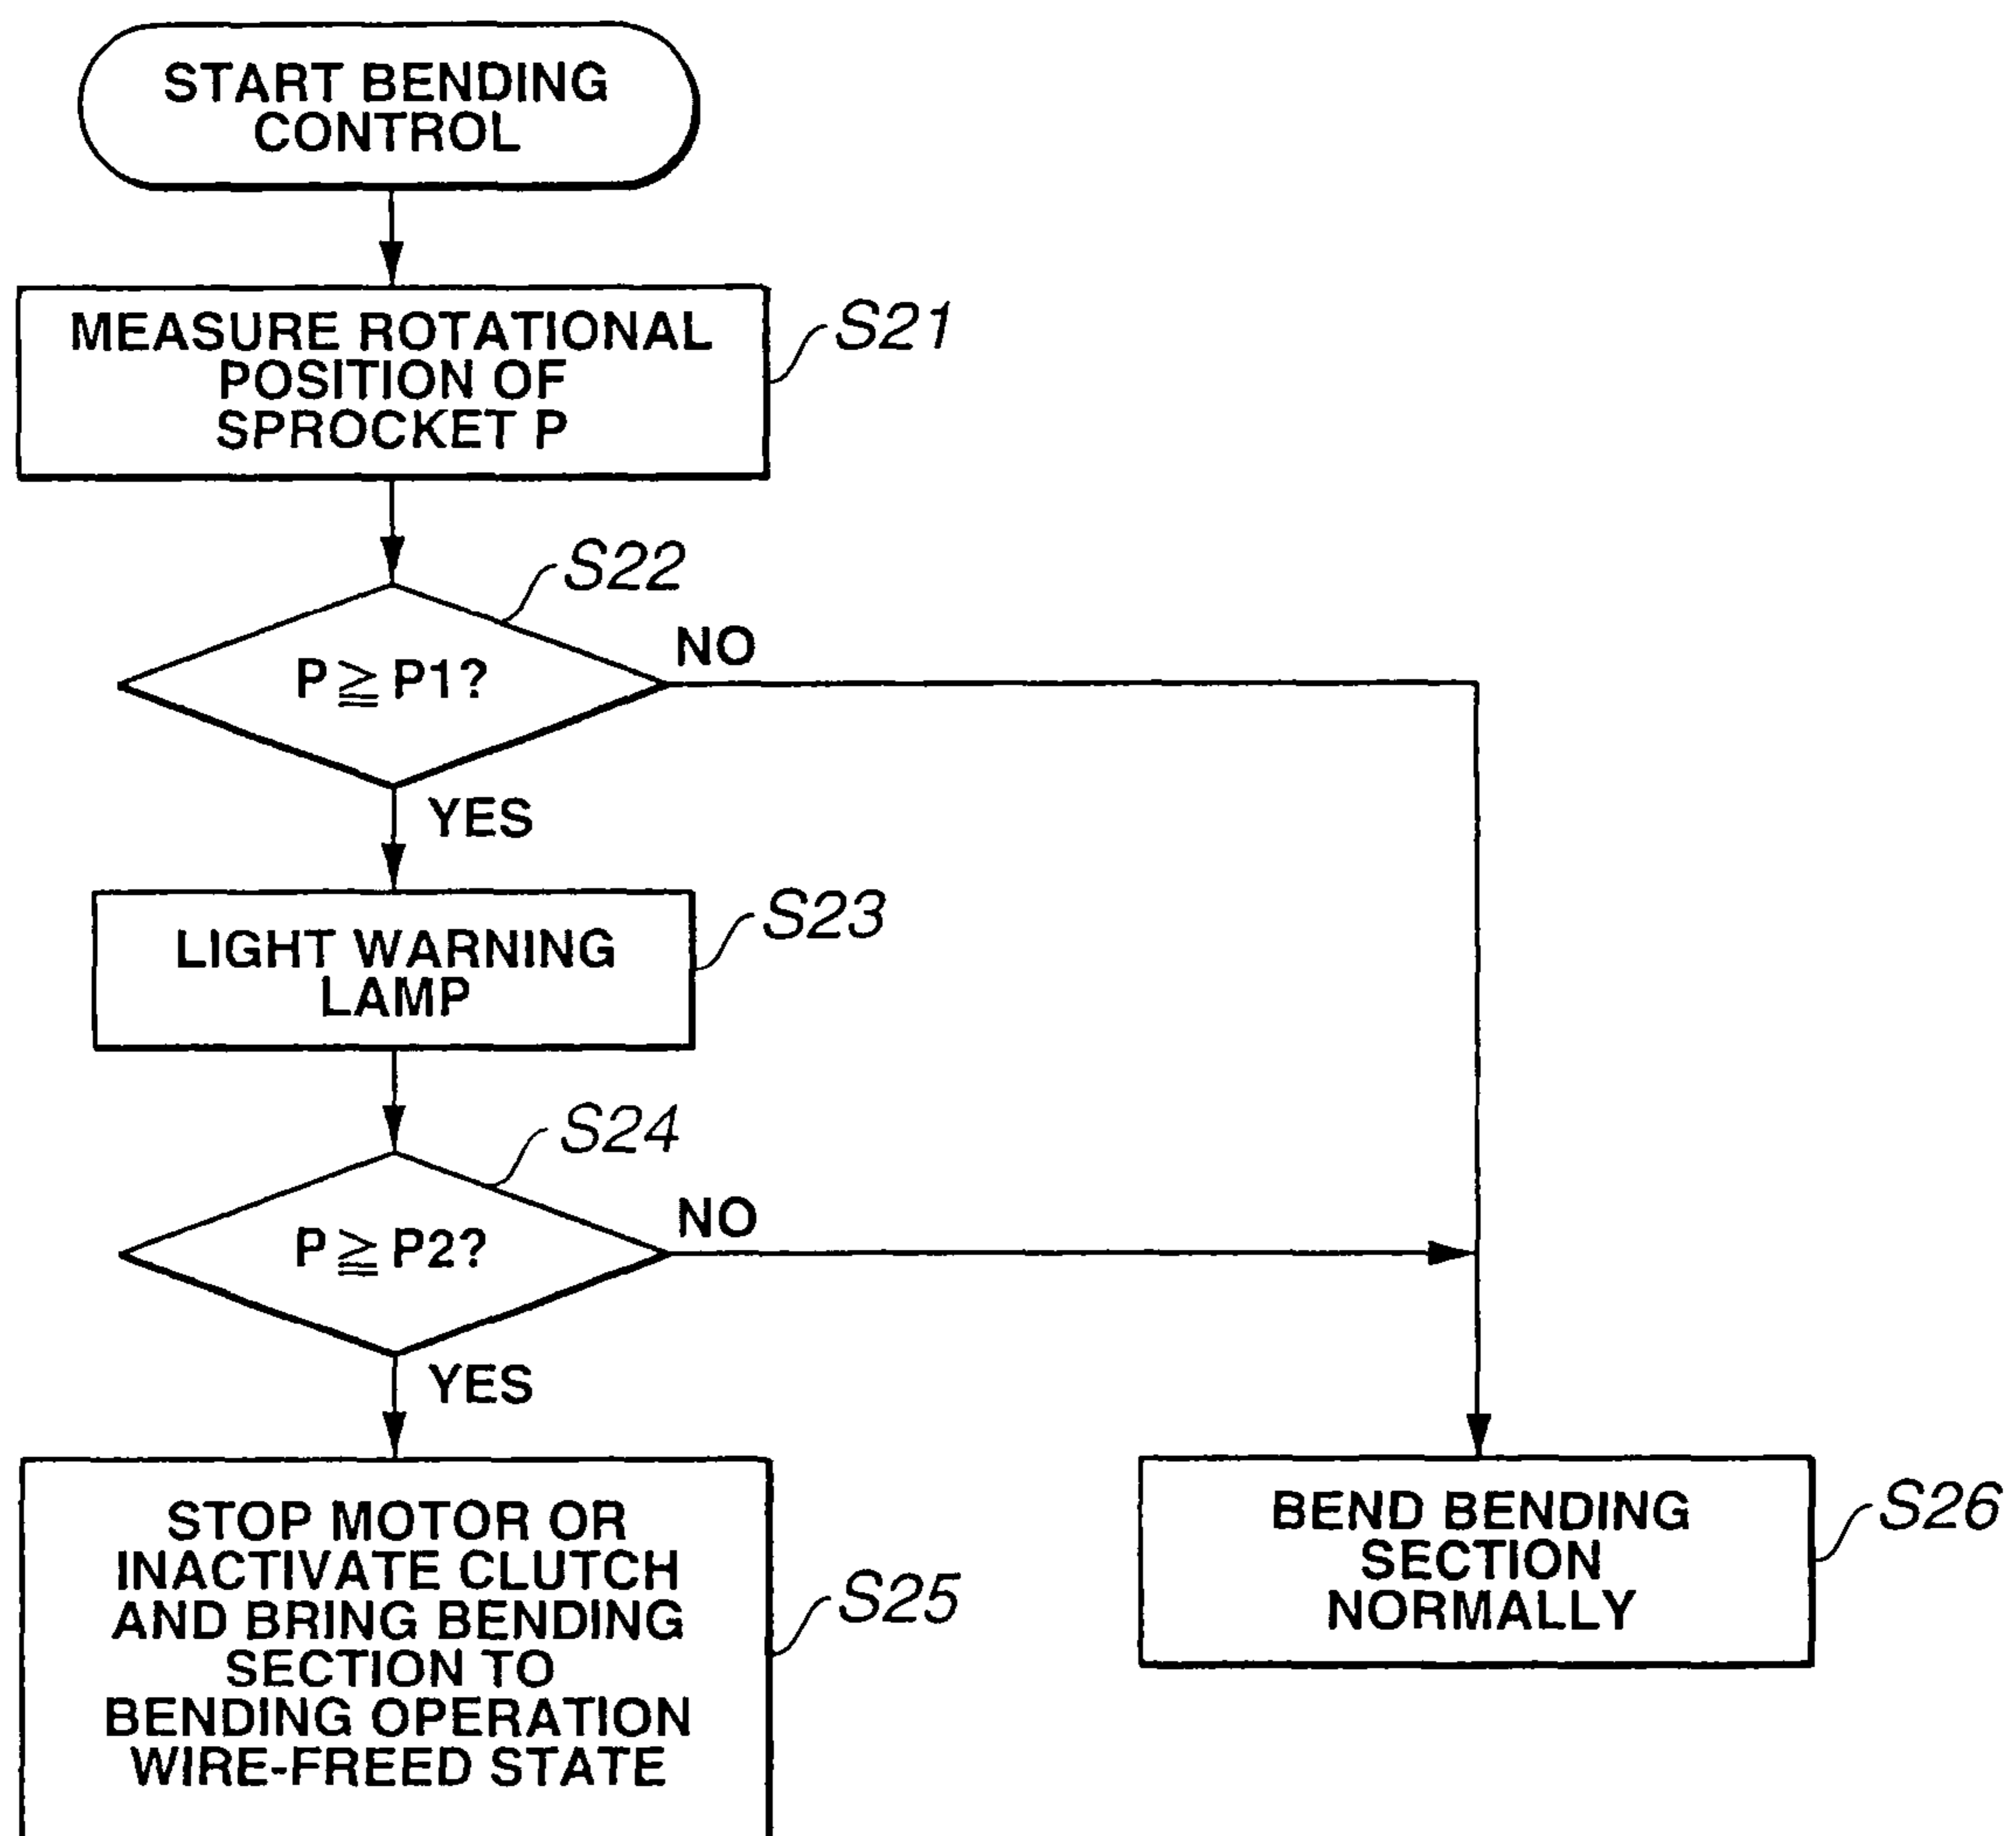 START BENDING
CONTROL
MEASURE ROTATIONAL
POSITION OF
SPROCKET P
S21
S22
P ≧ P1?
NO
YES
LIGHT WARNING
LAMP
S23
S24
P ≧ P2?
NO
YES
STOP MOTOR OR
INACTIVATE CLUTCH
AND BRING BENDING
SECTION TO
BENDING OPERATION
WIRE-FREED STATE
S25
BEND BENDING
SECTION
NORMALLY
S26